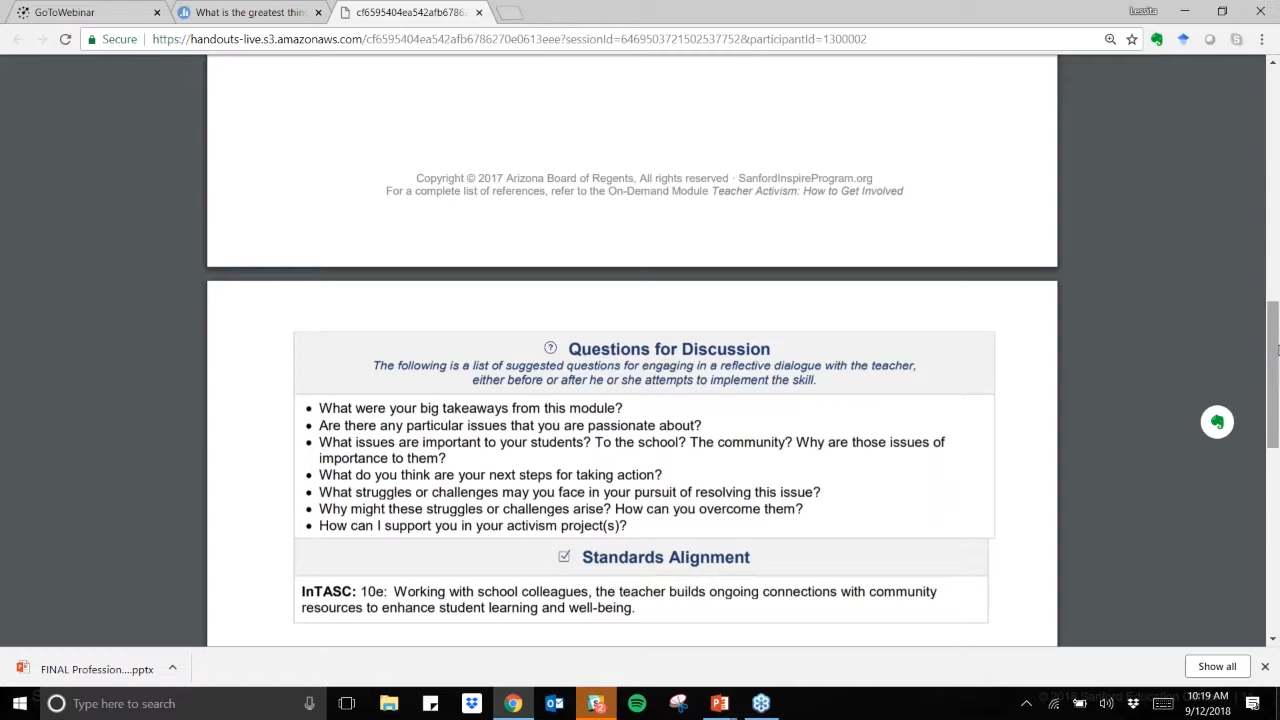 GoToWebinar
What is the greatest thin
cf6595404ea542afb6786
Secure
https://handouts-live.s3.amazonaws.com/cf6595404ea542afb6786270e0613eee?sessionId=6469503721502537752&participantId=1300002
Copyright © 2017 Arizona Board of Regents, All rights reserved · SanfordInspireProgram.org
For a complete list of references, refer to the On-Demand Module Teacher Activism: How to Get Involved
Questions for Discussion
The following is a list of suggested questions for engaging in a reflective dialogue with the teacher,
either before or after he or she attempts to implement the skill.
• What were your big takeaways from this module?
• Are there any particular issues that you are passionate about?
• What issues are important to your students? To the school? The community? Why are those issues of
importance to them?
• What do you think are your next steps for taking action?
• What struggles or challenges may you face in your pursuit of resolving this issue?
• Why might these struggles or challenges arise? How can you overcome them?
• How can I support you in your activism project(s)?
Standards Alignment
InTASC: 10e: Working with school colleagues, the teacher builds ongoing connections with community
resources to enhance student learning and well-being.
FINAL Profession....pptx
Show all
Type here to search
10:19 AM
9/12/2018